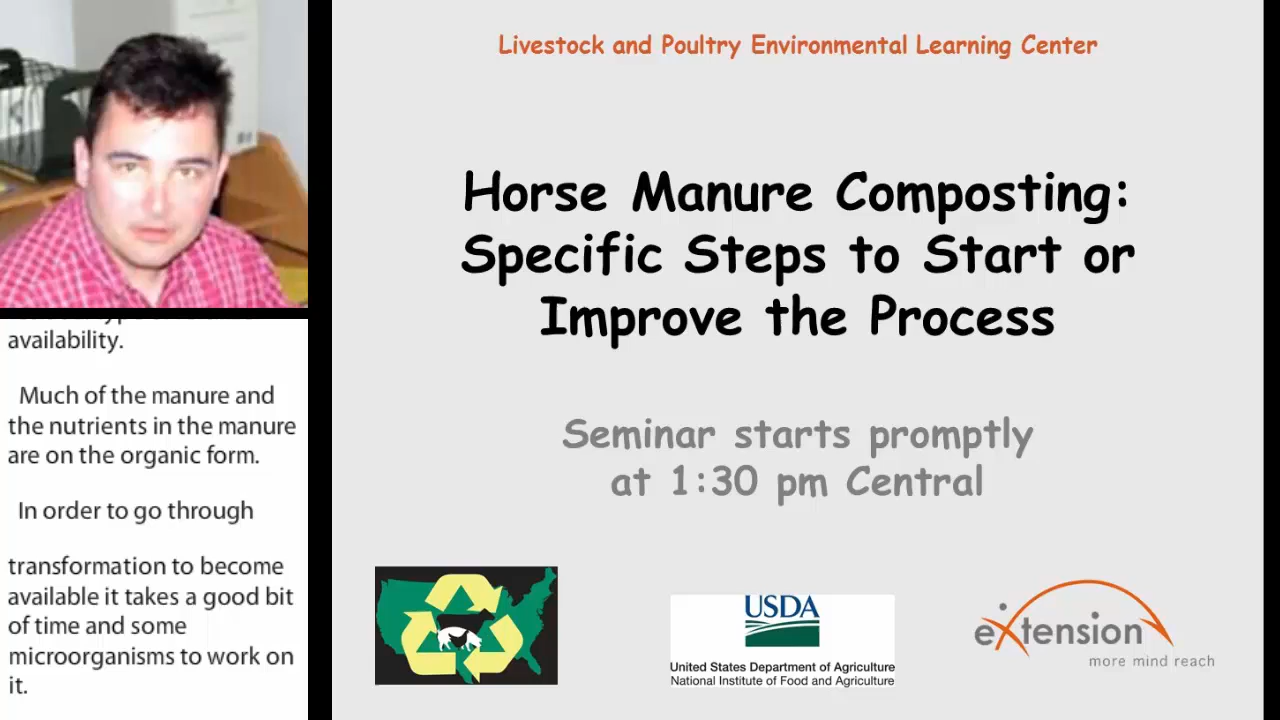 Livestock and Poultry Environmental Learning Center
Horse Manure Composting:
Specific Steps to Start or
Improve the Process
Seminar starts promptly
at 1:30 pm Central
availability.
Much of the manure and
the nutrients in the manure
are on the organic form.
In order to go through
transformation to become
available it takes a good bit
of time and some
microorganisms to work on
it.
USDA
United States Department of Agriculture
National Institute of Food and Agriculture
eXtension
more mind reach